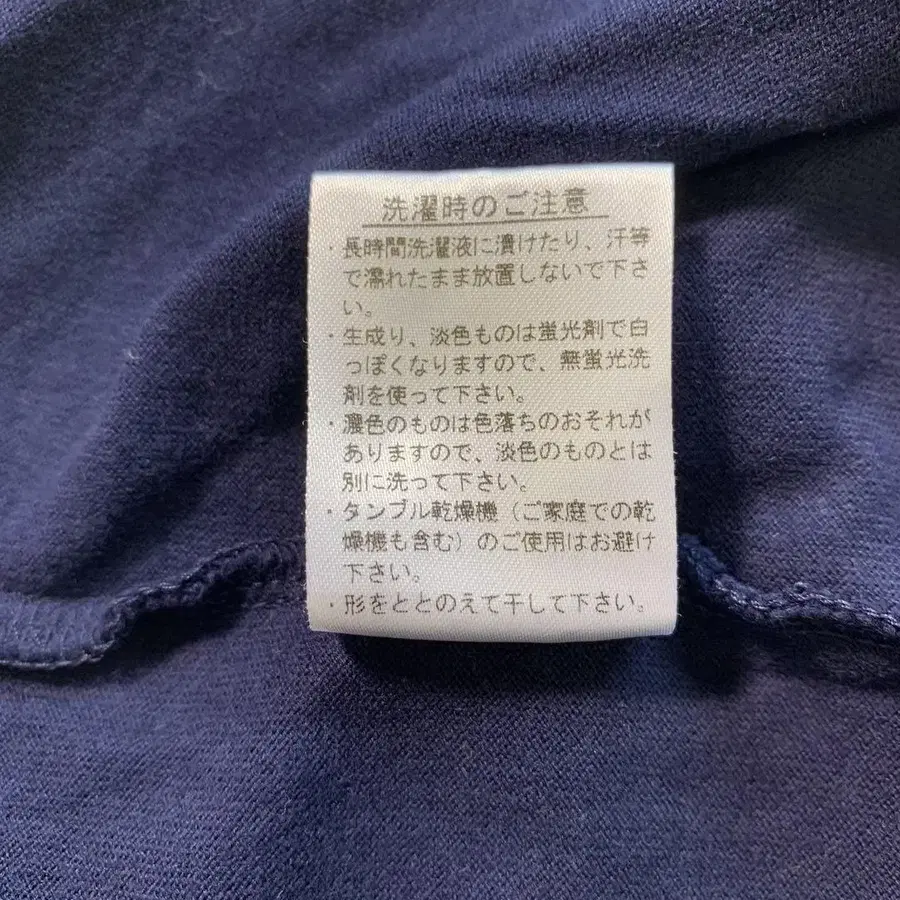 洗濯時のご注意
・長時間洗濯液に漬けたり、汗等
で濡れたまま放置しないで下さ
い。
・生成り、淡色ものは蛍光剤で白
っぽくなりますので、無蛍光洗
剤を使って下さい。
・濃色のものは色落ちのおそれが
ありますので、淡色のものとは
別に洗って下さい。
・タンブル乾燥機（ご家庭での乾
燥機も含む）のご使用はお避け
下さい。
・形をととのえて干して下さい。